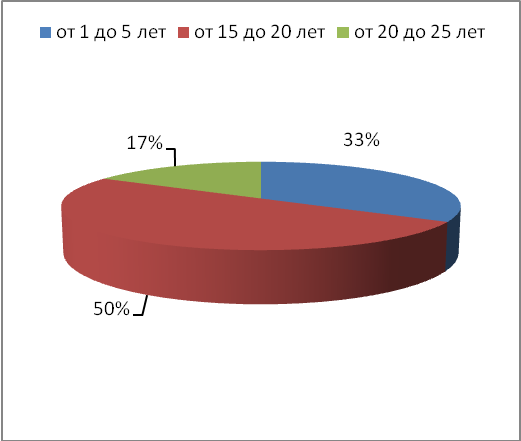 от 1 до 5 лет от 15 до 20 лет от 20 до 25 лет
17%
33%
50%